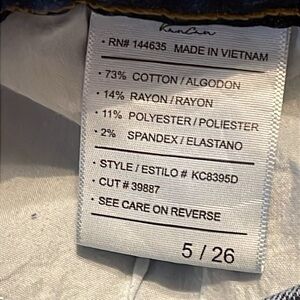 KanCan
• RN# 144635 MADE IN VIETNAM
• 73% COTTON / ALGODON
• 14% RAYON / RAYON
• 11% POLYESTER / POLIESTER
• 2% SPANDEX / ELASTANO
• STYLE / ESTILO # KC8395D
• CUT # 39887
• SEE CARE ON REVERSE
5 / 26